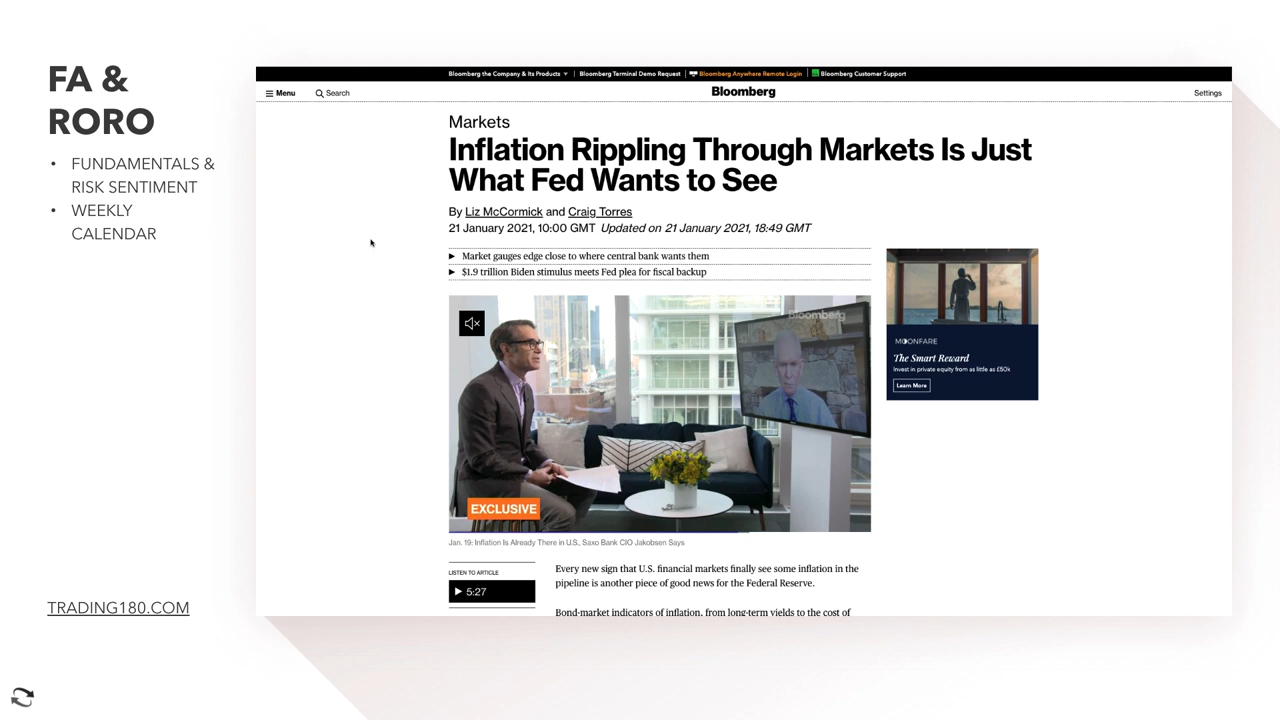 FA &
RORO
• FUNDAMENTALS &
RISK SENTIMENT
• WEEKLY
CALENDAR
TRADING180.COM
Bloomberg the Company & Its Products ▼ | Bloomberg Terminal Demo Request | Bloomberg Anywhere Remote Login | Bloomberg Customer Support
Menu Search Bloomberg Settings
Markets
Inflation Rippling Through Markets Is Just
What Fed Wants to See
By Liz McCormick and Craig Torres
21 January 2021, 10:00 GMT Updated on 21 January 2021, 18:49 GMT
► Market gauges edge close to where central bank wants them
► $1.9 trillion Biden stimulus meets Fed plea for fiscal backup
Bloomberg
EXCLUSIVE
Jan. 19: Inflation Is Already There in U.S., Saxo Bank CIO Jakobsen Says
MOONFARE
The Smart Reward
Invest in private equity from as little as £50k
Learn More
LISTEN TO ARTICLE
5:27
Every new sign that U.S. financial markets finally see some inflation in the
pipeline is another piece of good news for the Federal Reserve.
Bond-market indicators of inflation, from long-term yields to the cost of